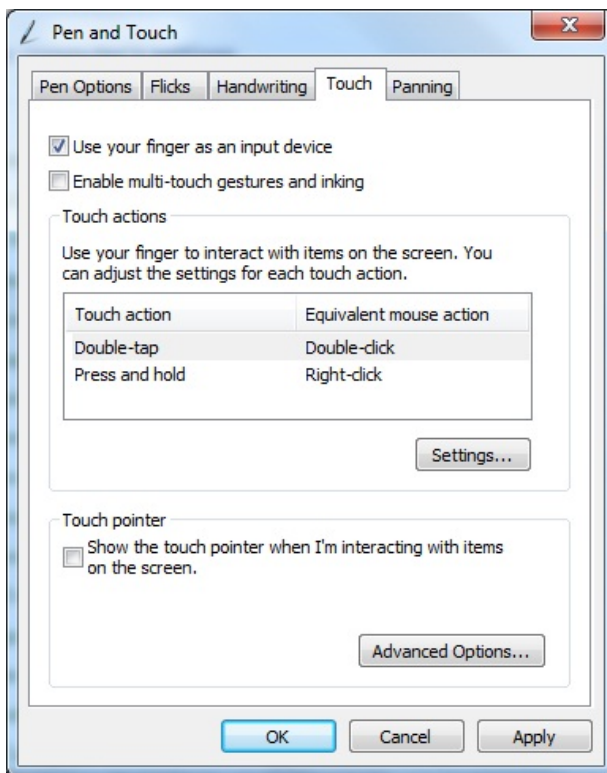 Pen and Touch
Pen Options Flicks Handwriting Touch Panning
Use your finger as an input device
Enable multi-touch gestures and inking
Touch actions
Use your finger to interact with items on the screen. You
can adjust the settings for each touch action.
Touch action Equivalent mouse action
Double-tap Double-click
Press and hold Right-click
Settings...
Touch pointer
Show the touch pointer when I'm interacting with items
on the screen.
Advanced Options...
OK Cancel Apply